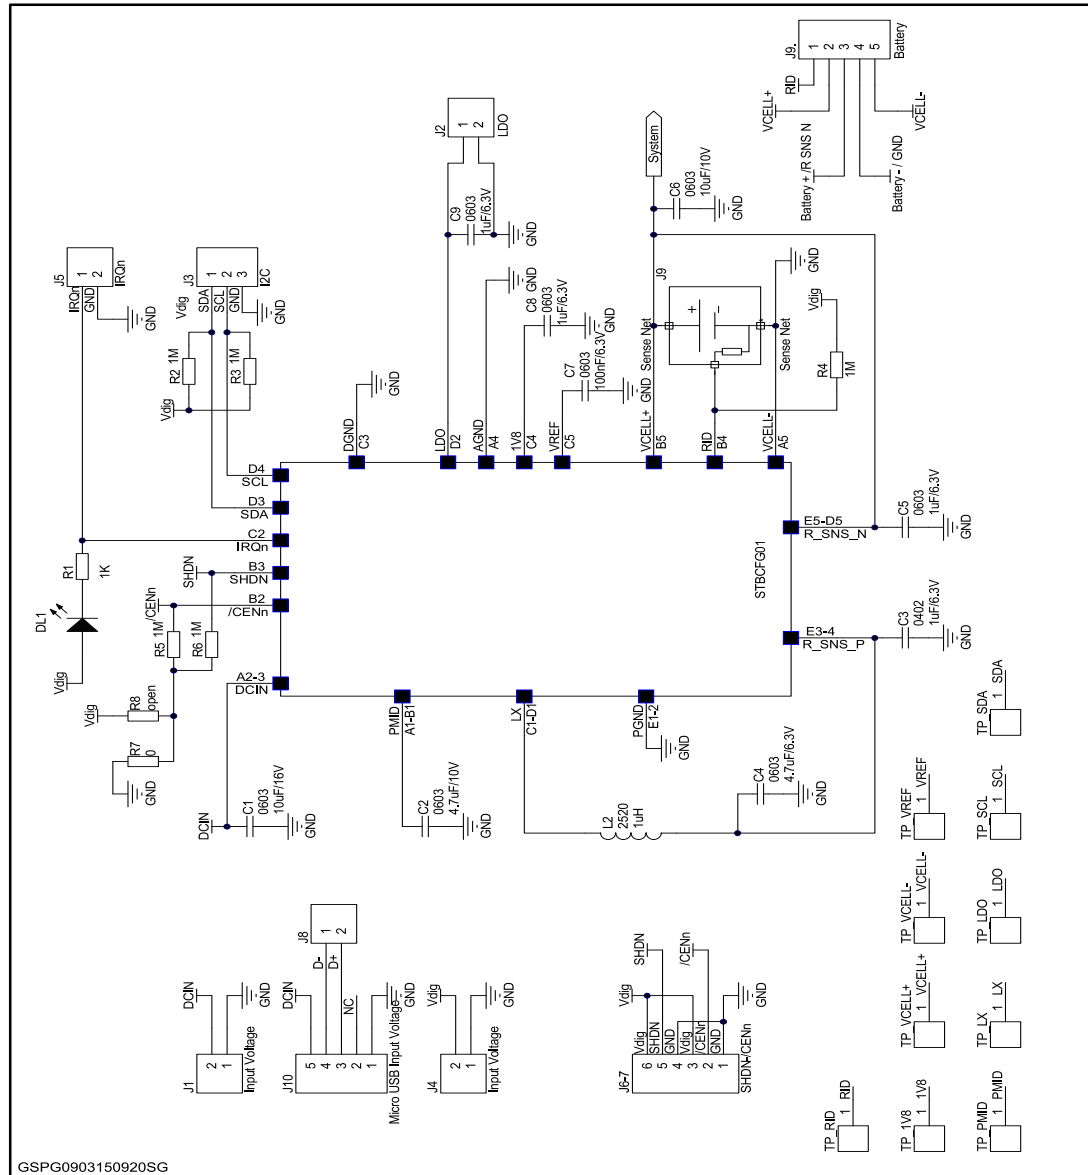 J9.
1
2
3
4
5
Battery
RID
VCELL+
VCELL-
Battery + /R SNS N
Battery - / GND
J2
1
2
LDO
System
C9
0603
1uF/6.3V
GND
C6
0603
10uF/10V
GND
J5
IRQn
1
GND
2
IRQn
GND
J3
Vdig
SDA
1
SCL
2
GND
3
I2C
GND
R2 1M
R3 1M
Vdig
GND
C8
0603
1uF/6.3V
GND
C7
0603
100nF/6.3V
GND
J9
Sense Net
+
-
Sense Net
GND
Vdig
R4
1M
GND
DGND
C3
LDO
D2
AGND
A4
1V8
C4
VREF
C5
VCELL+
B5
RID
B4
VCELL-
A5
D4
SCL
D3
SDA
C2
IRQn
B3
SHDN
B2
/CENn
A2-3
DCIN
R1
1K
DL1
Vdig
SHDN
/CENn
R5 1M
R6 1M
Vdig
R8
open
R7
0
GND
STBCFG01
E5-D5
R_SNS_N
E3-4
R_SNS_P
C5
0603
1uF/6.3V
GND
C3
0402
1uF/6.3V
GND
PMID
A1-B1
LX
C1-D1
PGND
E1-2
GND
DCIN
C1
0603
10uF/16V
GND
C2
0603
4.7uF/10V
GND
L2
2520
1uH
C4
0603
4.7uF/6.3V
GND
J1
2
1
Input Voltage
DCIN
GND
J10
5
4
3
2
1
Micro USB Input Voltage
DCIN
D-
D+
NC
GND
J8
1
2
J4
2
1
Input Voltage
Vdig
GND
J6-7
6
5
4
3
2
1
SHDN-/CENn
Vdig
SHDN
GND
Vdig
/CENn
GND
Vdig
SHDN
/CENn
GND
TP_SDA
1 SDA
TP_VREF
1 VREF
TP_SCL
1 SCL
TP_VCELL-
1 VCELL-
TP_LDO
1 LDO
TP_VCELL+
1 VCELL+
TP_LX
1 LX
TP_RID
1 RID
TP_1V8
1 1V8
TP_PMID
1 PMID
GSPG0903150920SG